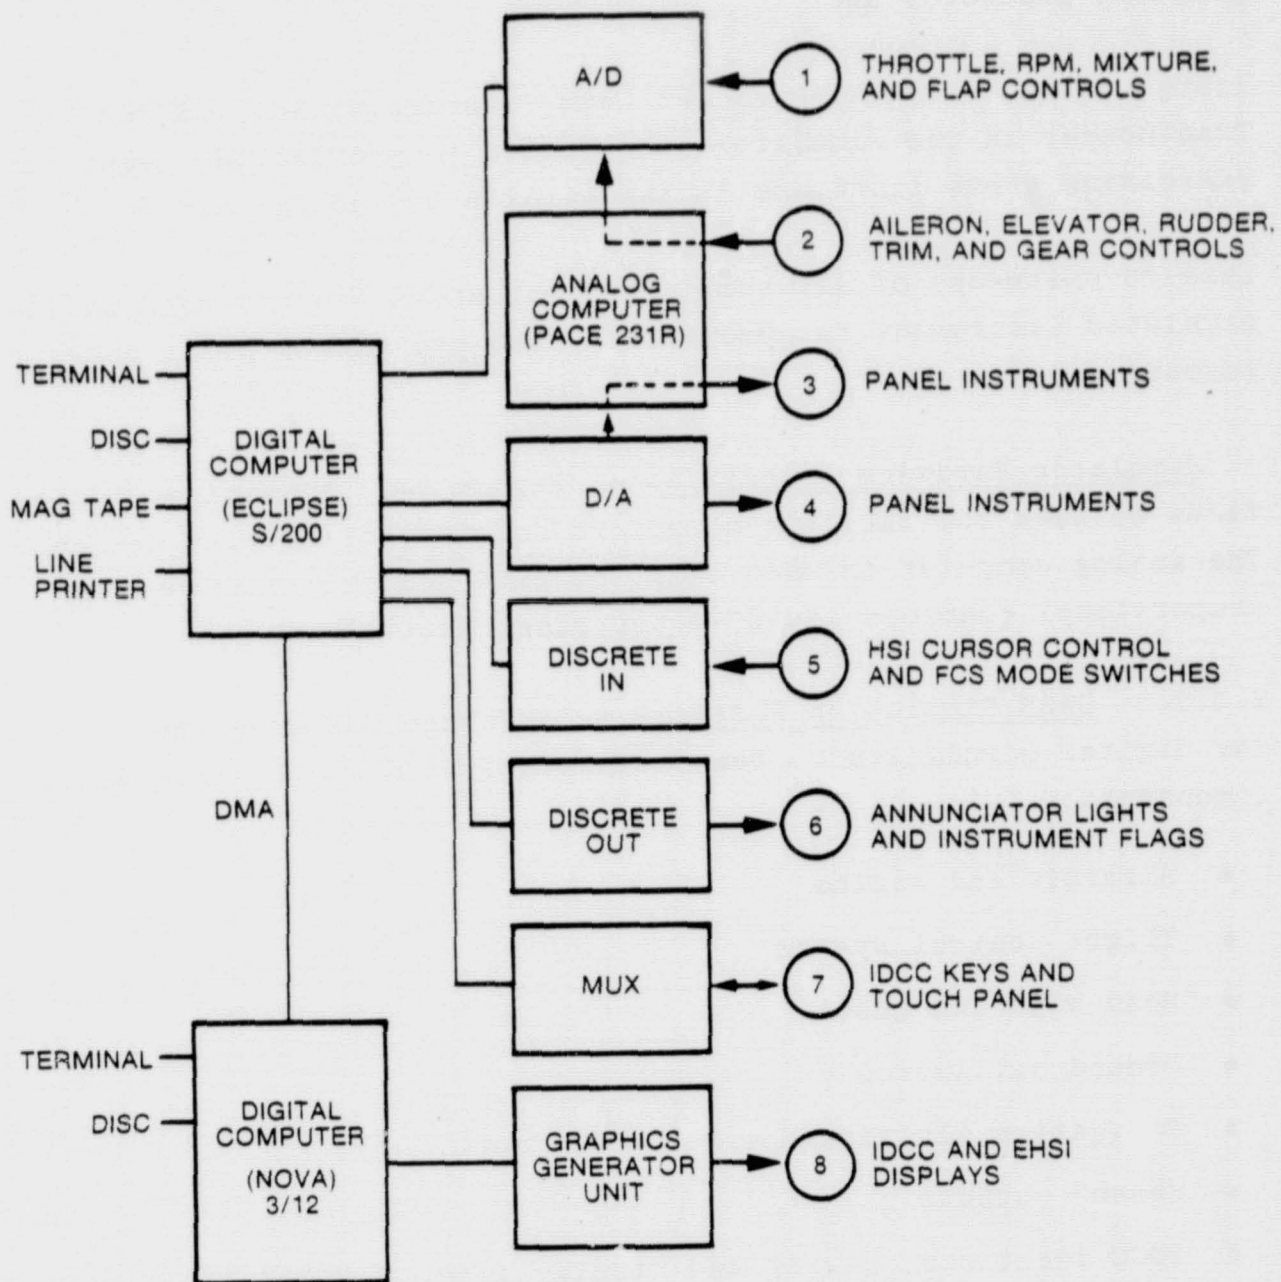 A/D
1
THROTTLE, RPM, MIXTURE,
AND FLAP CONTROLS
2
AILERON, ELEVATOR, RUDDER,
TRIM, AND GEAR CONTROLS
ANALOG
COMPUTER
(PACE 231R)
3
PANEL INSTRUMENTS
TERMINAL
DISC
MAG TAPE
LINE
PRINTER
DIGITAL
COMPUTER
(ECLIPSE)
S/200
D/A
4
PANEL INSTRUMENTS
DISCRETE
IN
5
HSI CURSOR CONTROL
AND FCS MODE SWITCHES
DMA
DISCRETE
OUT
6
ANNUNCIATOR LIGHTS
AND INSTRUMENT FLAGS
MUX
7
IDCC KEYS AND
TOUCH PANEL
TERMINAL
DISC
DIGITAL
COMPUTER
(NOVA)
3/12
GRAPHICS
GENERATOR
UNIT
8
IDCC AND EHSI
DISPLAYS